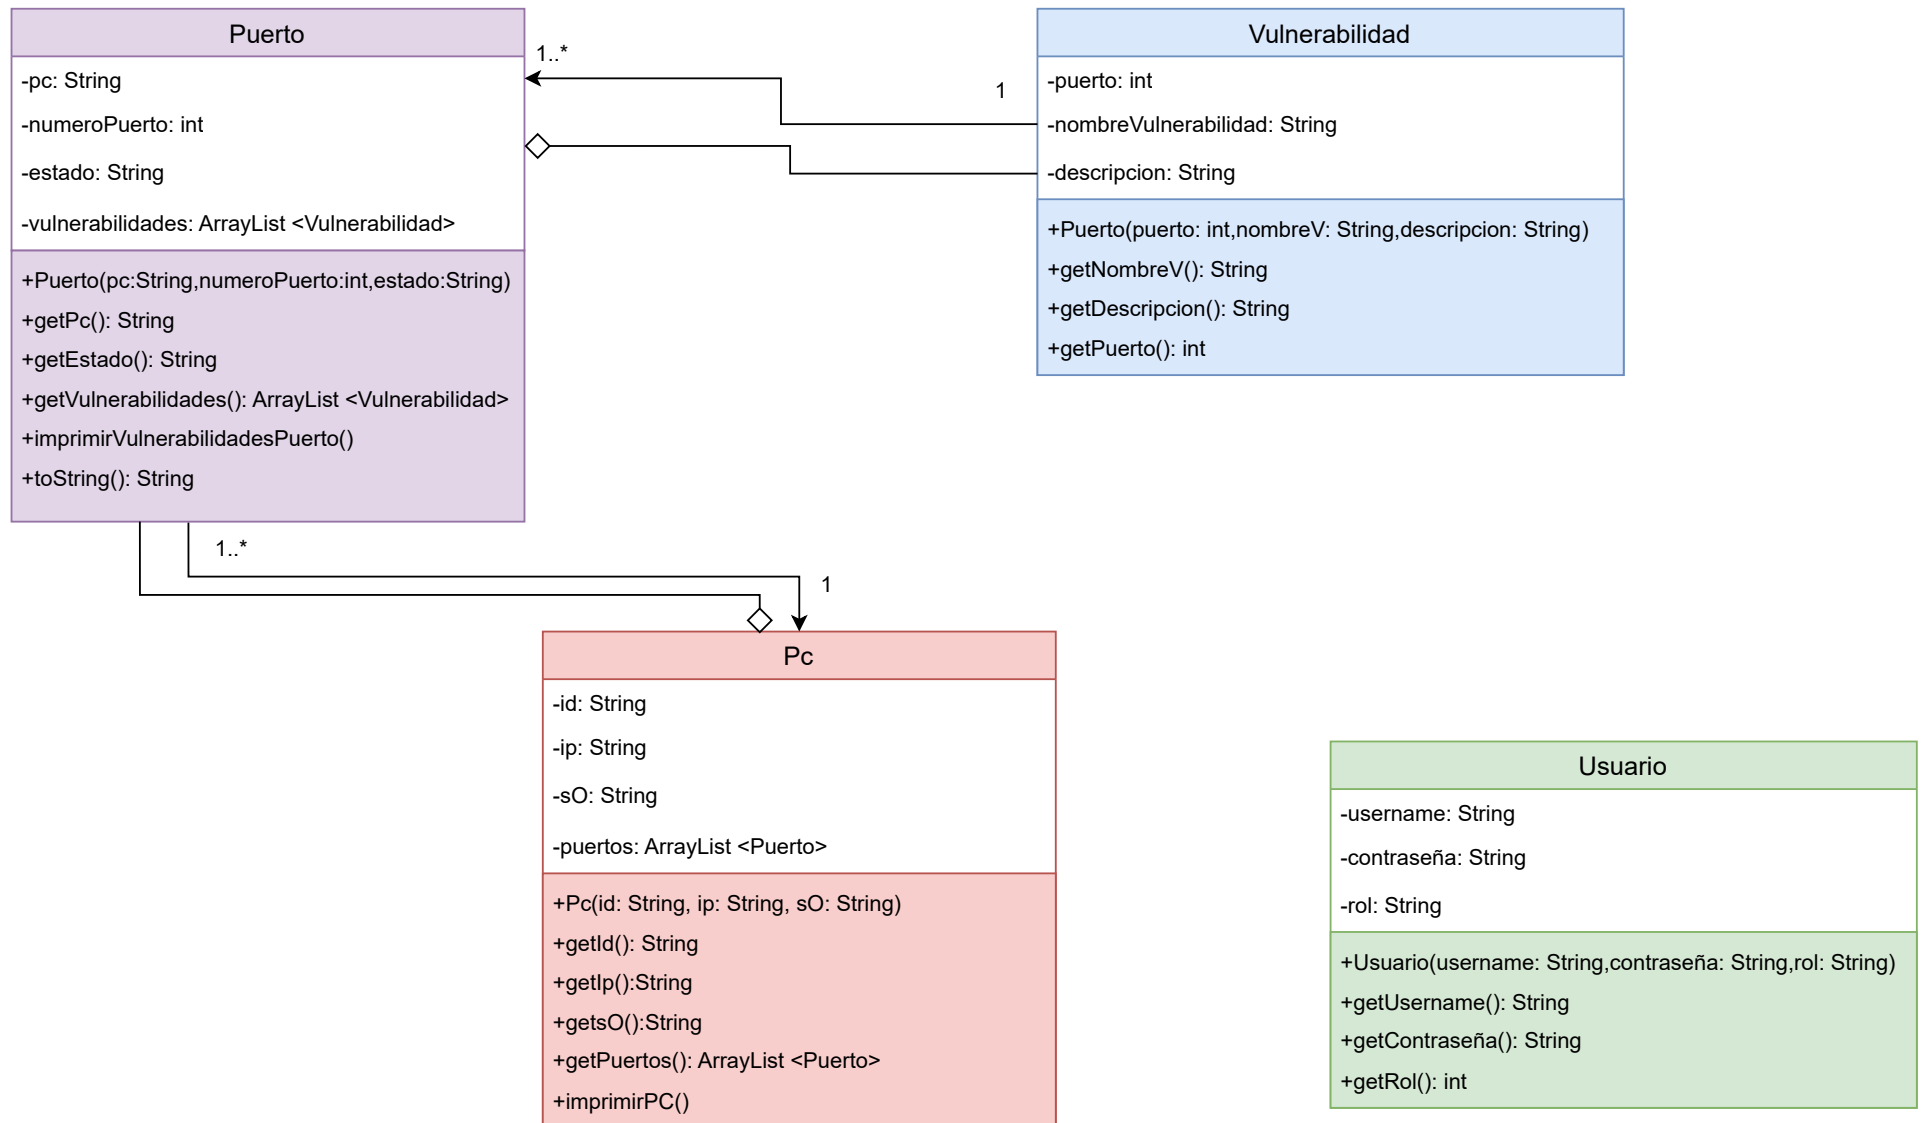 Puerto
-pc: String
-numeroPuerto: int
-estado: String
-vulnerabilidades: ArrayList <Vulnerabilidad>
+Puerto(pc:String,numeroPuerto:int,estado:String)
+getPc(): String
+getEstado(): String
+getVulnerabilidades(): ArrayList <Vulnerabilidad>
+imprimirVulnerabilidadesPuerto()
+toString(): String
1..*
1
Vulnerabilidad
-puerto: int
-nombreVulnerabilidad: String
-descripcion: String
+Puerto(puerto: int,nombreV: String,descripcion: String)
+getNombreV(): String
+getDescripcion(): String
+getPuerto(): int
1..*
1
Pc
-id: String
-ip: String
-sO: String
-puertos: ArrayList <Puerto>
+Pc(id: String, ip: String, sO: String)
+getId(): String
+getIp():String
+getsO():String
+getPuertos(): ArrayList <Puerto>
+imprimirPC()
Usuario
-username: String
-contraseña: String
-rol: String
+Usuario(username: String,contraseña: String,rol: String)
+getUsername(): String
+getContraseña(): String
+getRol(): int